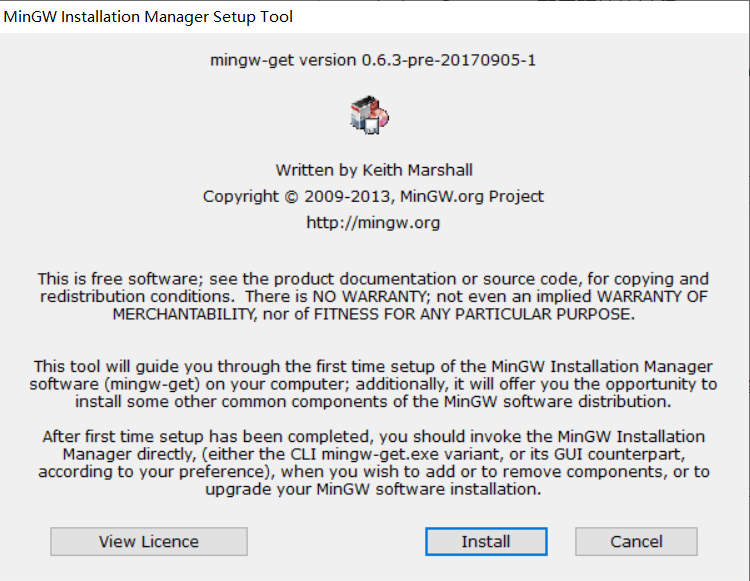 MinGW Installation Manager Setup Tool
mingw-get version 0.6.3-pre-20170905-1
Written by Keith Marshall
Copyright © 2009-2013, MinGW.org Project
http://mingw.org
This is free software; see the product documentation or source code, for copying and
redistribution conditions.  There is NO WARRANTY; not even an implied WARRANTY OF
MERCHANTABILITY, nor of FITNESS FOR ANY PARTICULAR PURPOSE.
This tool will guide you through the first time setup of the MinGW Installation Manager
software (mingw-get) on your computer; additionally, it will offer you the opportunity to
install some other common components of the MinGW software distribution.
After first time setup has been completed, you should invoke the MinGW Installation
Manager directly, (either the CLI mingw-get.exe variant, or its GUI counterpart,
according to your preference), when you wish to add or to remove components, or to
upgrade your MinGW software installation.
View Licence
Install
Cancel